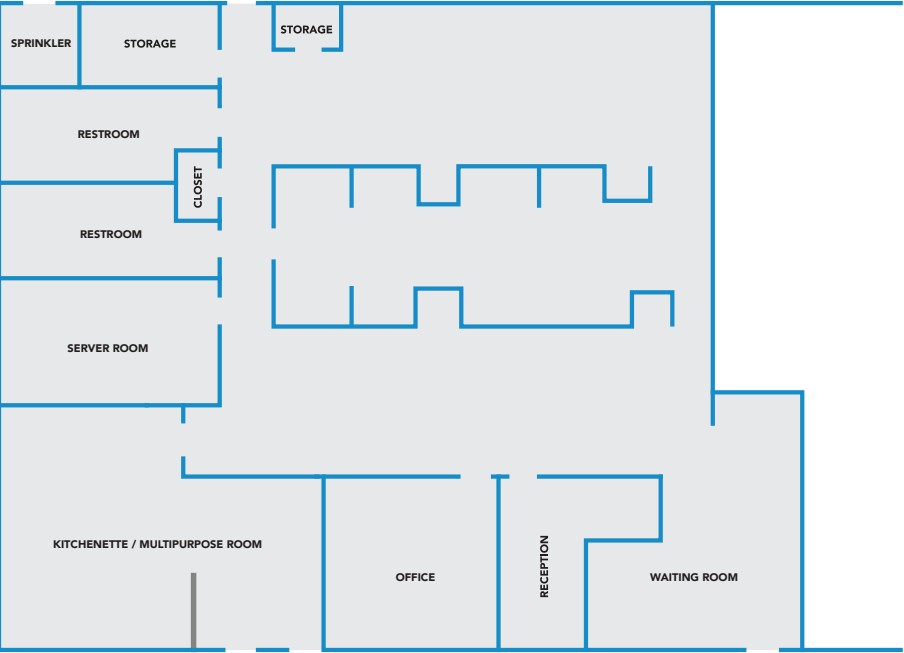 STORAGE
SPRINKLER
STORAGE
RESTROOM
CLOSET
RESTROOM
SERVER ROOM
KITCHENETTE / MULTIPURPOSE ROOM
OFFICE
RECEPTION
WAITING ROOM